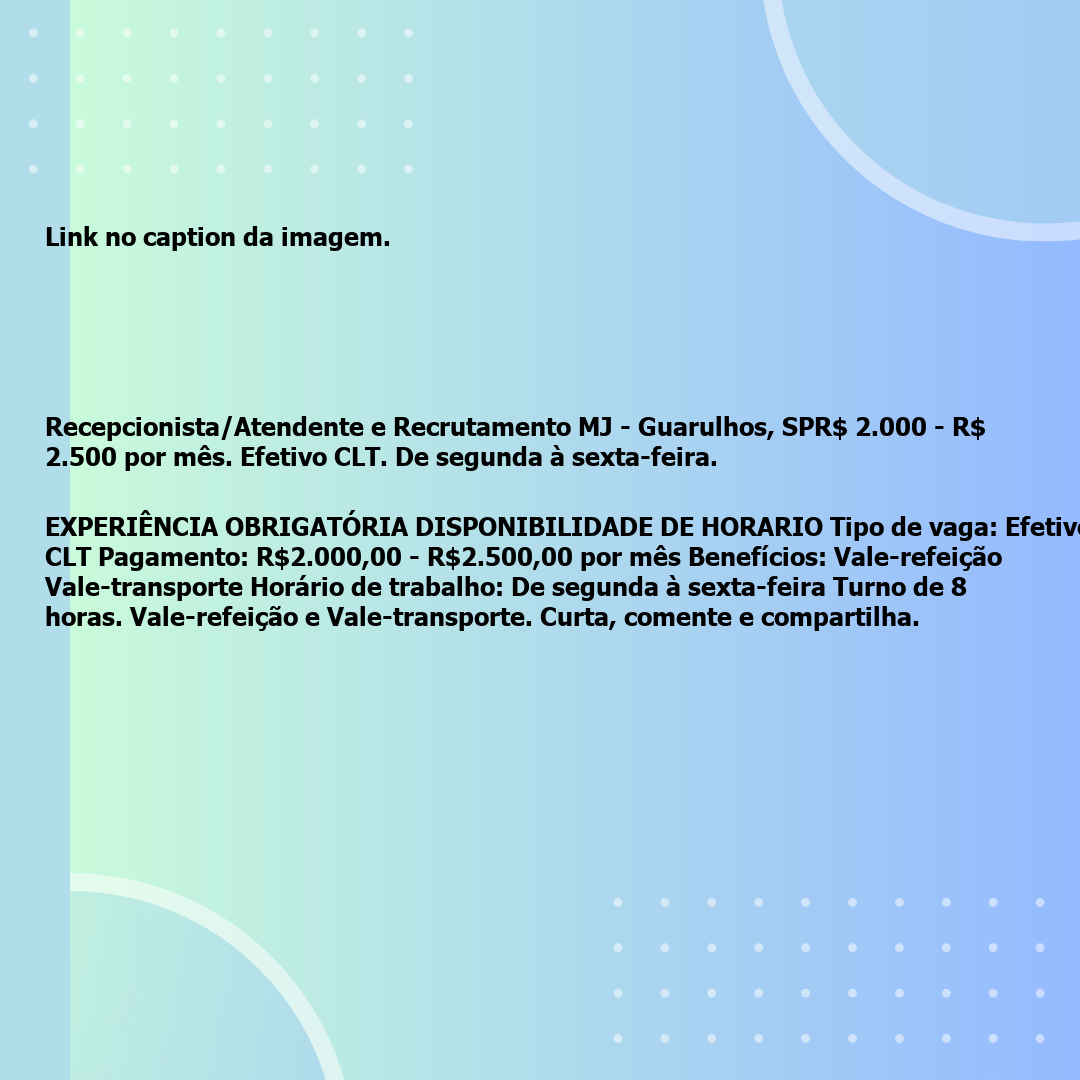 Link no caption da imagem.
Recepcionista/Atendente e Recrutamento MJ - Guarulhos, SPR$ 2.000 - R$
2.500 por mês. Efetivo CLT. De segunda à sexta-feira.
EXPERIÊNCIA OBRIGATÓRIA DISPONIBILIDADE DE HORARIO Tipo de vaga: Efetivo
CLT Pagamento: R$2.000,00 - R$2.500,00 por mês Benefícios: Vale-refeição
Vale-transporte Horário de trabalho: De segunda à sexta-feira Turno de 8
horas. Vale-refeição e Vale-transporte. Curta, comente e compartilha.